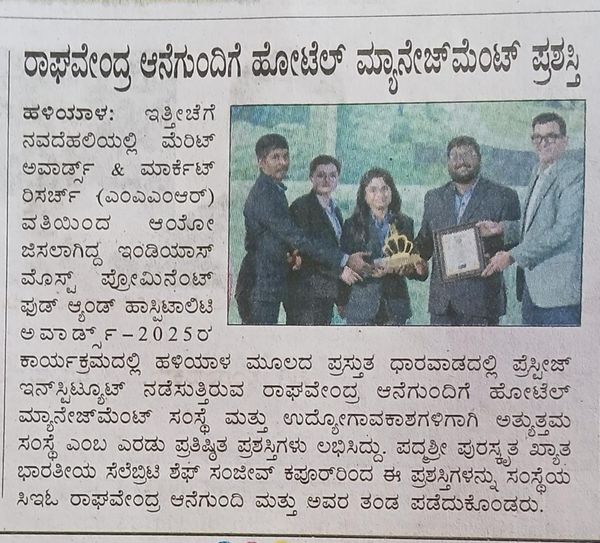 ರಾಘವೇಂದ್ರ ಆನೆಗುಂದಿಗೆ ಹೋಟೆಲ್ ಮ್ಯಾನೇಜ್‌ಮೆಂಟ್ ಪ್ರಶಸ್ತಿ
ಹಳಿಯಾಳ: ಇತ್ತೀಚೆಗೆ
ನವದೆಹಲಿಯಲ್ಲಿ ಮೆರಿಟ್
ಅವಾರ್ಡ್ಸ್ & ಮಾರ್ಕೆಟ್
ರಿಸರ್ಚ್ (ಎಂಎಎಂಆರ್)
ವತಿಯಿಂದ ಆಯೋ
ಜಿಸಲಾಗಿದ್ದ ಇಂಡಿಯಾಸ್
ಮೊಸ್ಟ್ ಪ್ರೋಮಿನೆಂಟ್
ಫುಡ್ ಆ್ಯಂಡ್ ಹಾಸ್ಪಿಟಾಲಿಟಿ
ಅವಾರ್ಡ್ಸ್-2025ರ
ಕಾರ್ಯಕ್ರಮದಲ್ಲಿ ಹಳಿಯಾಳ ಮೂಲದ ಪ್ರಸ್ತುತ ಧಾರವಾಡದಲ್ಲಿ ಪ್ರೆಸ್ಟೀಜ್
ಇನ್‌ಸ್ಟಿಟ್ಯೂಟ್ ನಡೆಸುತ್ತಿರುವ ರಾಘವೇಂದ್ರ ಆನೆಗುಂದಿಗೆ ಹೋಟೆಲ್
ಮ್ಯಾನೇಜ್‌ಮೆಂಟ್ ಸಂಸ್ಥೆ ಮತ್ತು ಉದ್ಯೋಗಾವಕಾಶಗಳಿಗಾಗಿ ಅತ್ಯುತ್ತಮ
ಸಂಸ್ಥೆ ಎಂಬ ಎರಡು ಪ್ರತಿಷ್ಠಿತ ಪ್ರಶಸ್ತಿಗಳು ಲಭಿಸಿದ್ದು. ಪದ್ಮಶ್ರೀ ಪುರಸ್ಕೃತ ಖ್ಯಾತ
ಭಾರತೀಯ ಸೆಲೆಬ್ರಿಟಿ ಶೆಫ್ ಸಂಜೀವ್ ಕಪೂರ್‌ರಿಂದ ಈ ಪ್ರಶಸ್ತಿಗಳನ್ನು ಸಂಸ್ಥೆಯ
ಸಿಇಓ ರಾಘವೇಂದ್ರ ಆನೆಗುಂದಿ ಮತ್ತು ಅವರ ತಂಡ ಪಡೆದುಕೊಂಡರು.